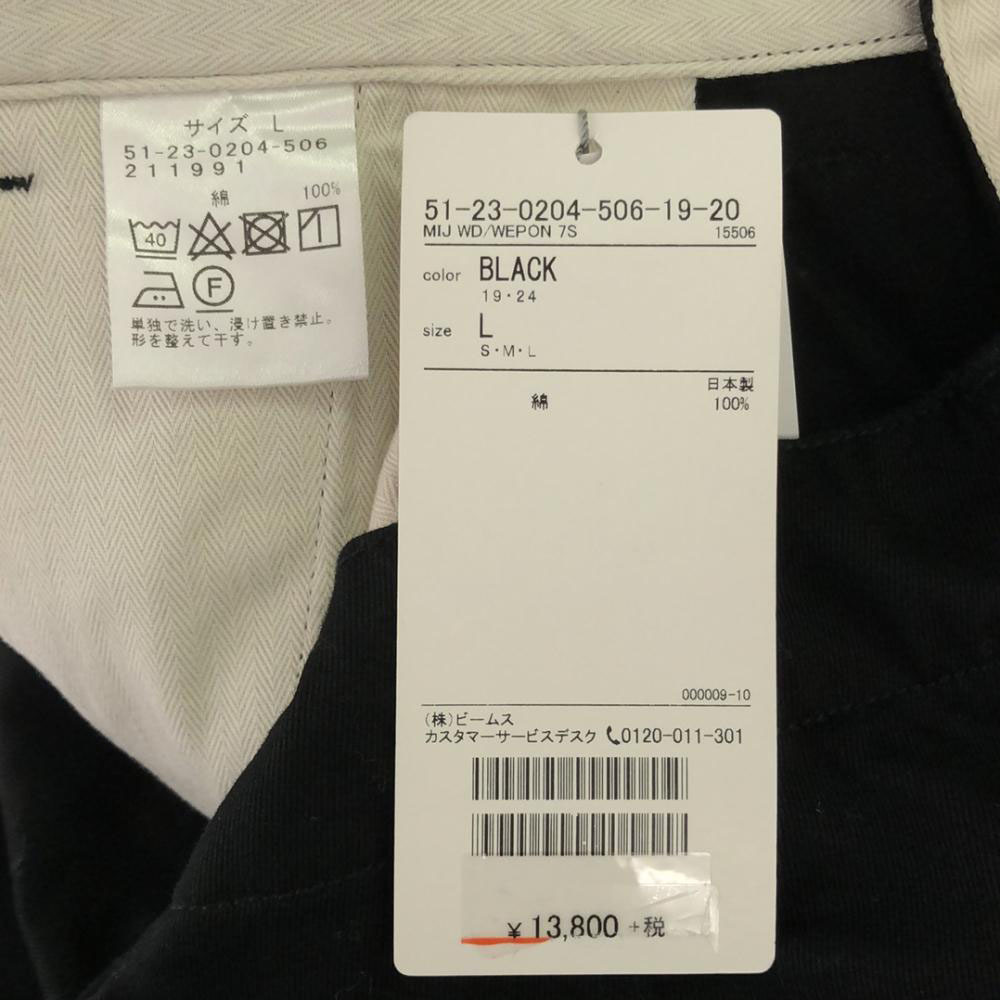 サイズ L
51-23-0204-506
211991
綿 100%
40
F
単独で洗い、浸け置き禁止。
形を整えて干す。
51-23-0204-506-19-20
MIJ WD/WEPON 7S 15506
color BLACK
19・24
size L
S・M・L
日本製
綿 100%
000009-10
(株)ビームス
カスタマーサービスデスク 0120-011-301
¥ 13,800 +税